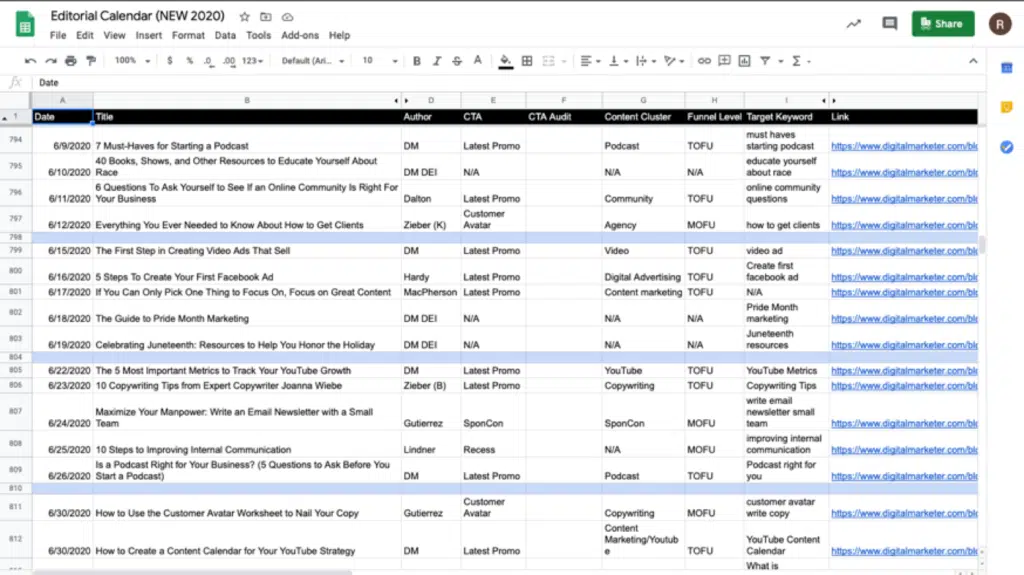 Editorial Calendar (NEW 2020)
File Edit View Insert Format Data Tools Add-ons Help
Share
R
100% $ % .0 .00 123 Default (Ari... 10 B I S A
fx Date
A B D E F G H I
1 Date Title Author CTA CTA Audit Content Cluster Funnel Level Target Keyword Link
794 6/9/2020 7 Must-Haves for Starting a Podcast DM Latest Promo Podcast TOFU must haves starting podcast https://www.digitalmarketer.com/blo
795 6/10/2020 40 Books, Shows, and Other Resources to Educate Yourself About Race DM DEI N/A N/A N/A educate yourself about race https://www.digitalmarketer.com/blo
796 6/11/2020 6 Questions To Ask Yourself to See If an Online Community Is Right For Your Business Dalton Latest Promo Community TOFU online community questions https://www.digitalmarketer.com/blo
797 6/12/2020 Everything You Ever Needed to Know About How to Get Clients Zieber (K) Customer Avatar Agency MOFU how to get clients https://www.digitalmarketer.com/blo
798
799 6/15/2020 The First Step in Creating Video Ads That Sell DM Latest Promo Video TOFU video ad https://www.digitalmarketer.com/blo
800 6/16/2020 5 Steps To Create Your First Facebook Ad Hardy Latest Promo Digital Advertising TOFU Create first facebook ad https://www.digitalmarketer.com/blo
801 6/17/2020 If You Can Only Pick One Thing to Focus On, Focus on Great Content MacPherson Latest Promo Content marketing TOFU N/A https://www.digitalmarketer.com/blo
802 6/18/2020 The Guide to Pride Month Marketing DM DEI N/A N/A N/A Pride Month marketing https://www.digitalmarketer.com/blo
803 6/19/2020 Celebrating Juneteenth: Resources to Help You Honor the Holiday DM DEI N/A N/A N/A Juneteenth resources https://www.digitalmarketer.com/blo
804
805 6/22/2020 The 5 Most Important Metrics to Track Your YouTube Growth DM Latest Promo YouTube TOFU YouTube Metrics https://www.digitalmarketer.com/blo
806 6/23/2020 10 Copywriting Tips from Expert Copywriter Joanna Wiebe Zieber (B) Latest Promo Copywriting TOFU Copywriting Tips https://www.digitalmarketer.com/blo
807 6/24/2020 Maximize Your Manpower: Write an Email Newsletter with a Small Team Gutierrez SponCon SponCon MOFU write email newsletter small team https://www.digitalmarketer.com/blo
808 6/25/2020 10 Steps to Improving Internal Communication Lindner Recess N/A MOFU improving internal communication https://www.digitalmarketer.com/blo
809 6/26/2020 Is a Podcast Right for Your Business? (5 Questions to Ask Before You Start a Podcast) DM Latest Promo Podcast TOFU Podcast right for you https://www.digitalmarketer.com/blo
810
811 6/30/2020 How to Use the Customer Avatar Worksheet to Nail Your Copy Gutierrez Customer Avatar Copywriting MOFU customer avatar write copy https://www.digitalmarketer.com/blo
812 6/30/2020 How to Create a Content Calendar for Your YouTube Strategy DM Latest Promo Content Marketing/Youtube TOFU YouTube Content Calendar https://www.digitalmarketer.com/blo
What is